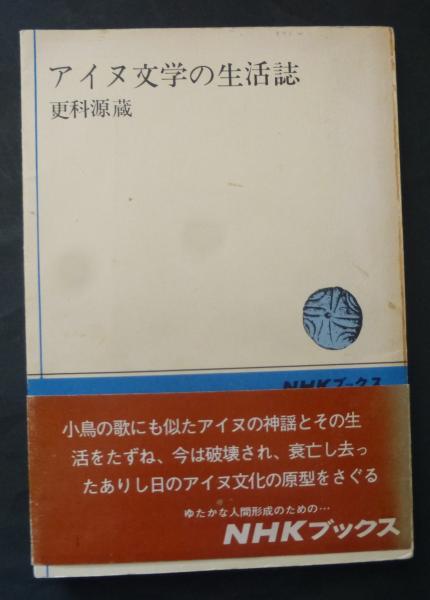 アイヌ文学の生活誌
更科源蔵
NHKブックス
小鳥の歌にも似たアイヌの神謡とその生
活をたずね、今は破壊され、衰亡し去っ
たありし日のアイヌ文化の原型をさぐる
ゆたかな人間形成のための…
NHKブックス